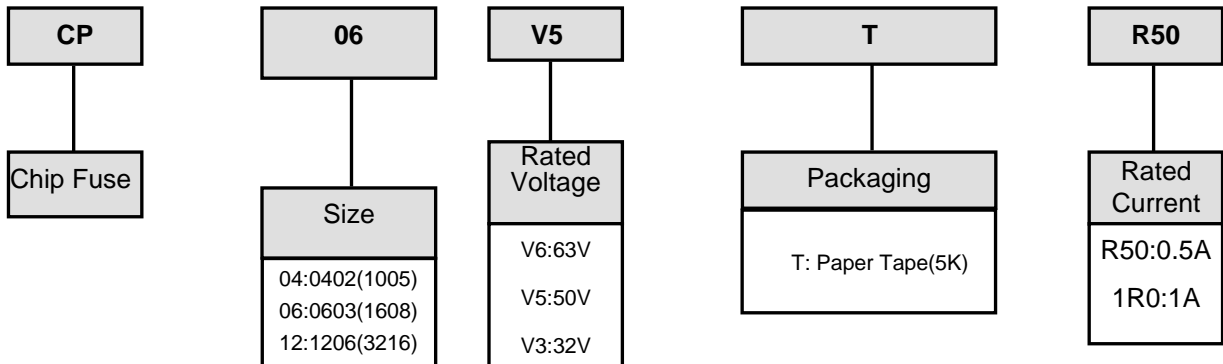 CP
06
V5
T
R50
Chip Fuse
Size
04:0402(1005)
06:0603(1608)
12:1206(3216)
Rated
Voltage
V6:63V
V5:50V
V3:32V
Packaging
T: Paper Tape(5K)
Rated
Current
R50:0.5A
1R0:1A